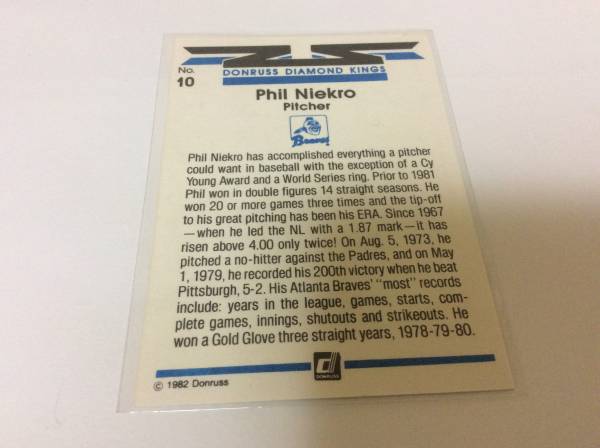 No.
10
DONRUSS DIAMOND KINGS
Phil Niekro
Pitcher
Braves
Phil Niekro has accomplished everything a pitcher
could want in baseball with the exception of a Cy
Young Award and a World Series ring. Prior to 1981
Phil won in double figures 14 straight seasons. He
won 20 or more games three times and the tip-off
to his great pitching has been his ERA. Since 1967
—when he led the NL with a 1.87 mark—it has
risen above 4.00 only twice! On Aug. 5, 1973, he
pitched a no-hitter against the Padres, and on May
1, 1979, he recorded his 200th victory when he beat
Pittsburgh, 5-2. His Atlanta Braves' "most" records
include: years in the league, games, starts, com-
plete games, innings, shutouts and strikeouts. He
won a Gold Glove three straight years, 1978-79-80.
DONRUSS
© 1982 Donruss